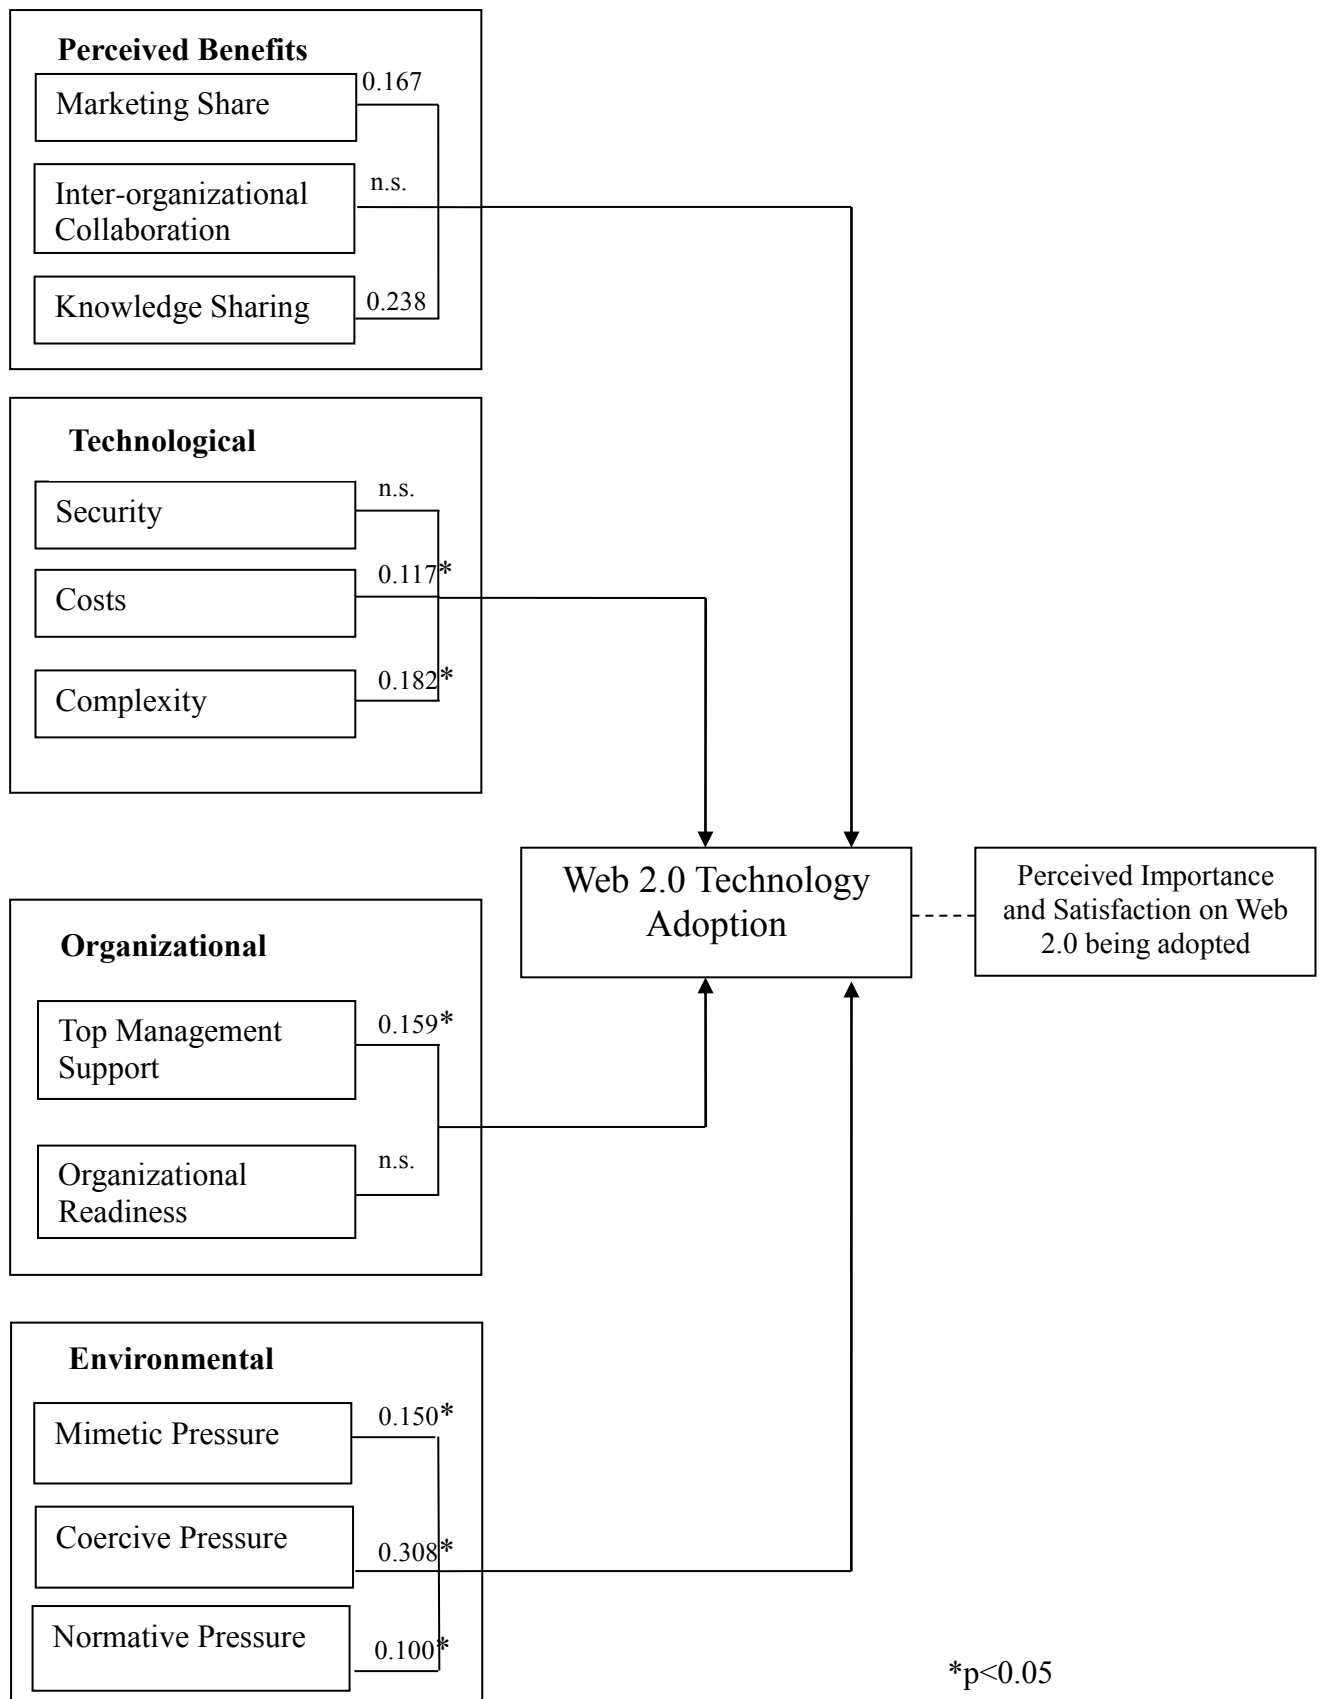 Perceived Benefits
Marketing Share
0.167
Inter-organizational
Collaboration
n.s.
Knowledge Sharing
0.238
Technological
Security
n.s.
Costs
0.117*
Complexity
0.182*
Web 2.0 Technology
Adoption
Perceived Importance
and Satisfaction on Web
2.0 being adopted
Organizational
Top Management
Support
0.159*
Organizational
Readiness
n.s.
Environmental
Mimetic Pressure
0.150*
Coercive Pressure
0.308*
Normative Pressure
0.100*
*p<0.05